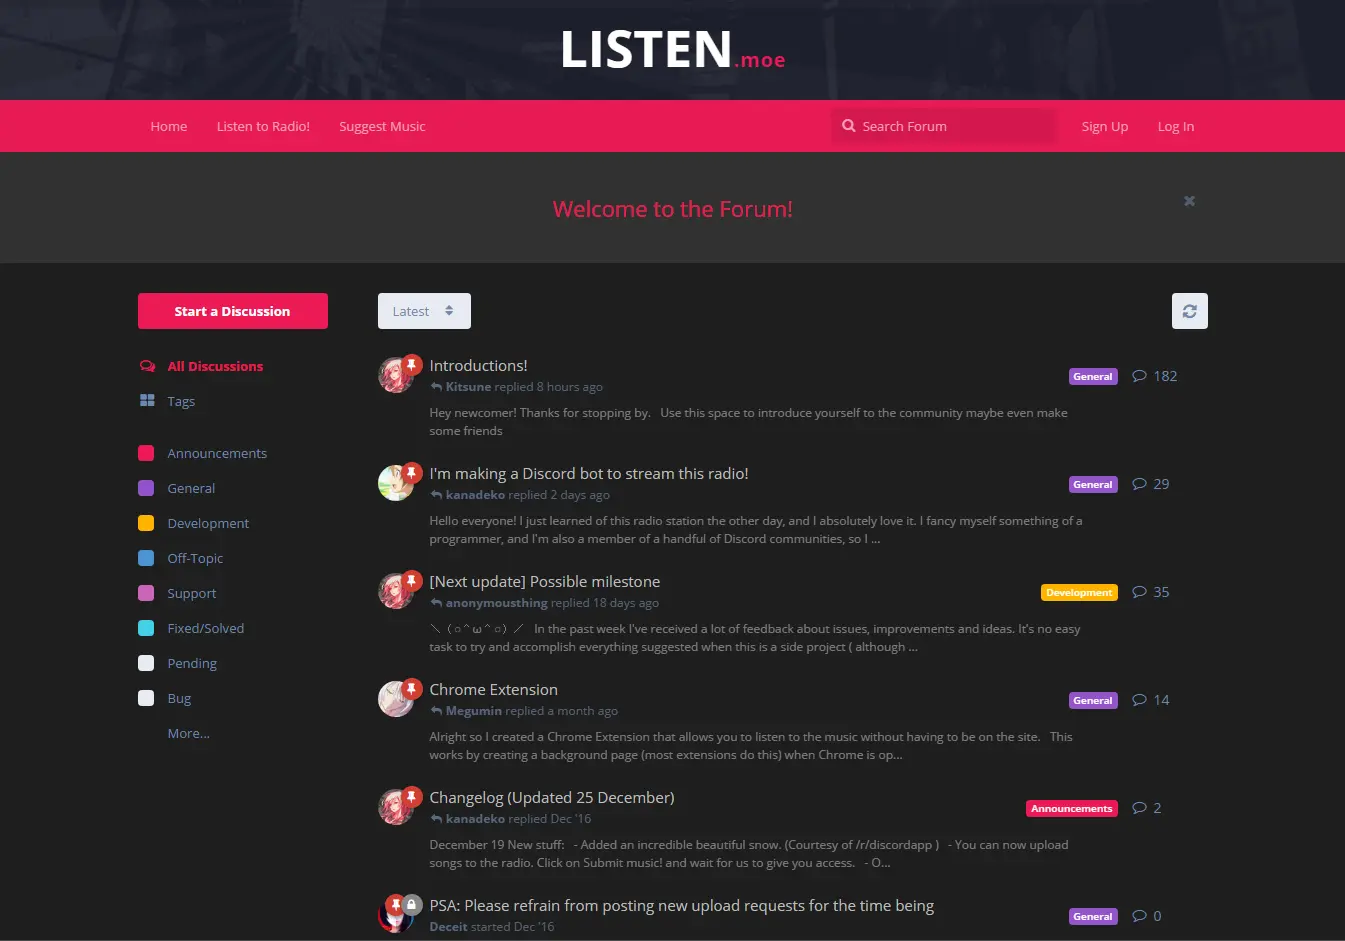 LISTEN.moe
Home Listen to Radio! Suggest Music Search Forum Sign Up Log In
Welcome to the Forum!
Start a Discussion
All Discussions
Tags
Announcements
General
Development
Off-Topic
Support
Fixed/Solved
Pending
Bug
More...
Latest
Introductions!
Kitsune replied 8 hours ago
General 182
Hey newcomer! Thanks for stopping by.   Use this space to introduce yourself to the community maybe even make
some friends
I'm making a Discord bot to stream this radio!
kanadeko replied 2 days ago
General 29
Hello everyone! I just learned of this radio station the other day, and I absolutely love it. I fancy myself something of a
programmer, and I'm also a member of a handful of Discord communities, so I ...
[Next update] Possible milestone
anonymousthing replied 18 days ago
Development 35
＼（○＾ω＾○）／   In the past week I've received a lot of feedback about issues, improvements and ideas. It's no easy
task to try and accomplish everything suggested when this is a side project ( although ...
Chrome Extension
Megumin replied a month ago
General 14
Alright so I created a Chrome Extension that allows you to listen to the music without having to be on the site.   This
works by creating a background page (most extensions do this) when Chrome is op...
Changelog (Updated 25 December)
kanadeko replied Dec '16
Announcements 2
December 19 New stuff:   - Added an incredible beautiful snow. (Courtesy of /r/discordapp )   - You can now upload
songs to the radio. Click on Submit music! and wait for us to give you access.   - O...
PSA: Please refrain from posting new upload requests for the time being
Deceit started Dec '16
General 0